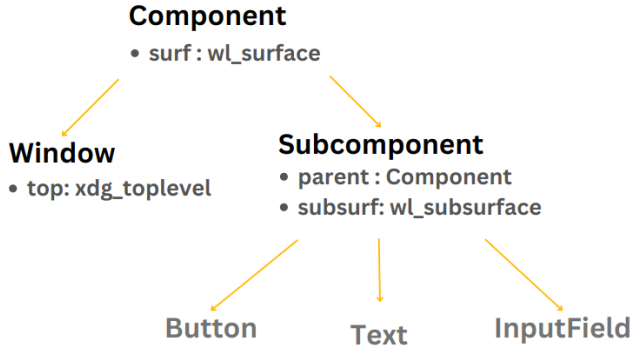 Component
• surf : wl_surface
Window
• top: xdg_toplevel
Subcomponent
• parent : Component
• subsurf: wl_subsurface
Button
Text
InputField